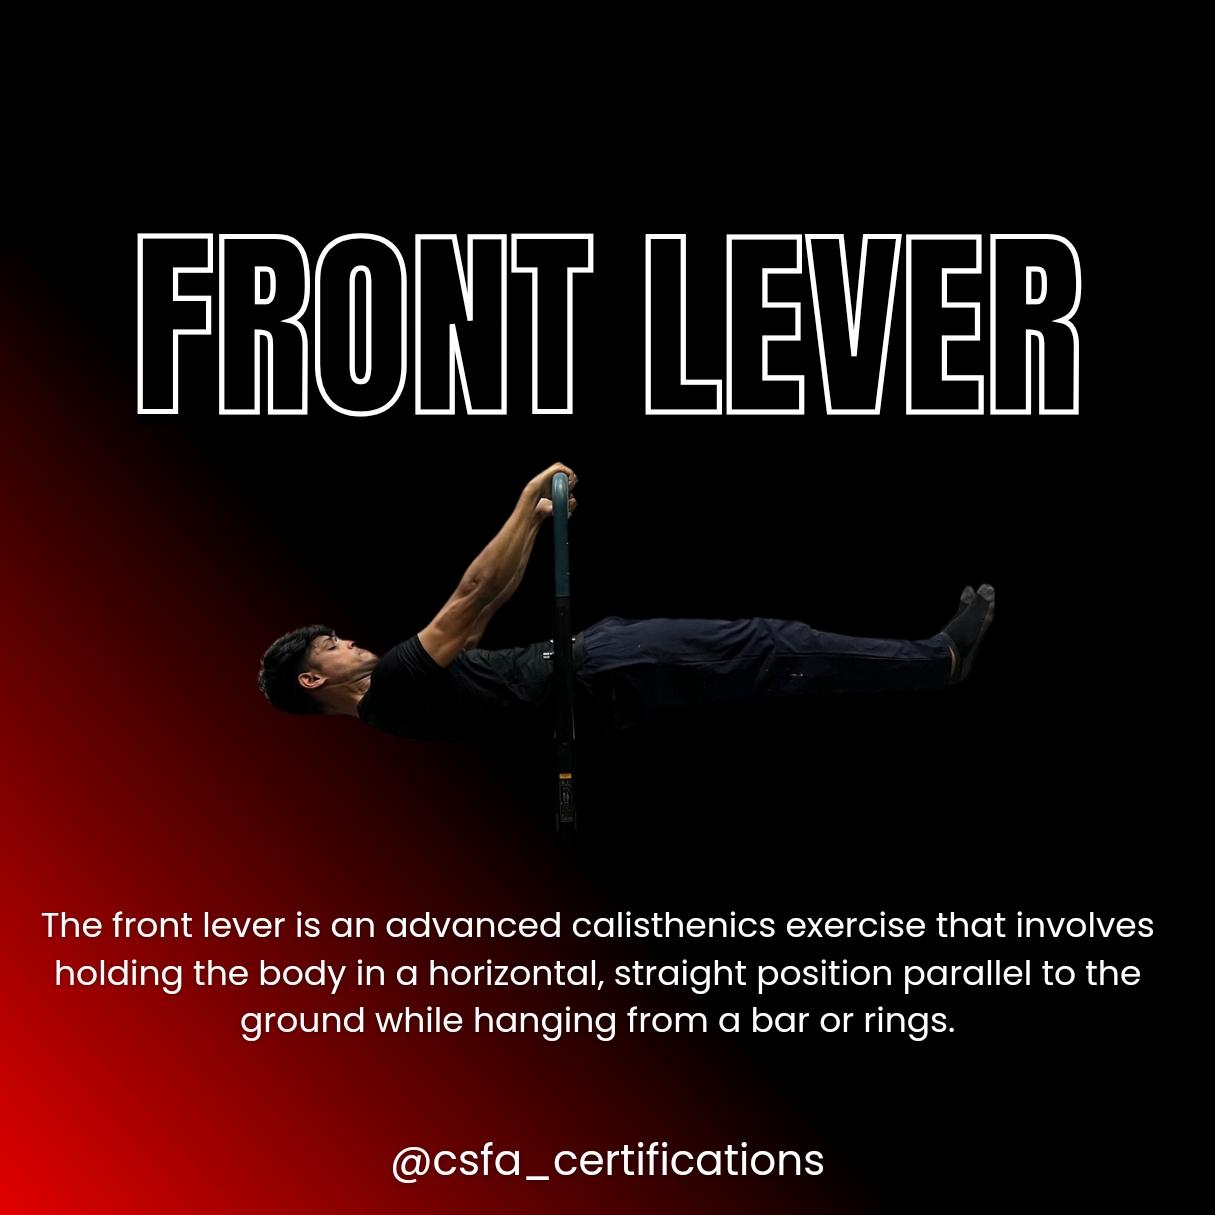 FRONT LEVER
The front lever is an advanced calisthenics exercise that involves
holding the body in a horizontal, straight position parallel to the
ground while hanging from a bar or rings.
@csfa_certifications